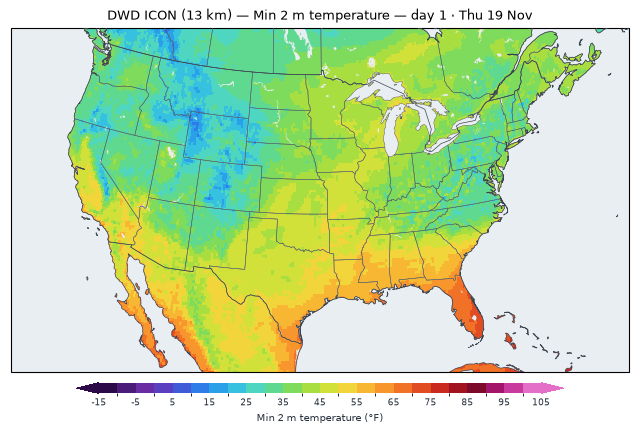 DWD ICON (13 km) — Min 2 m temperature — day 1 · Thu 19 Nov
-15 -5 5 15 25 35 45 55 65 75 85 95 105
Min 2 m temperature (°F)